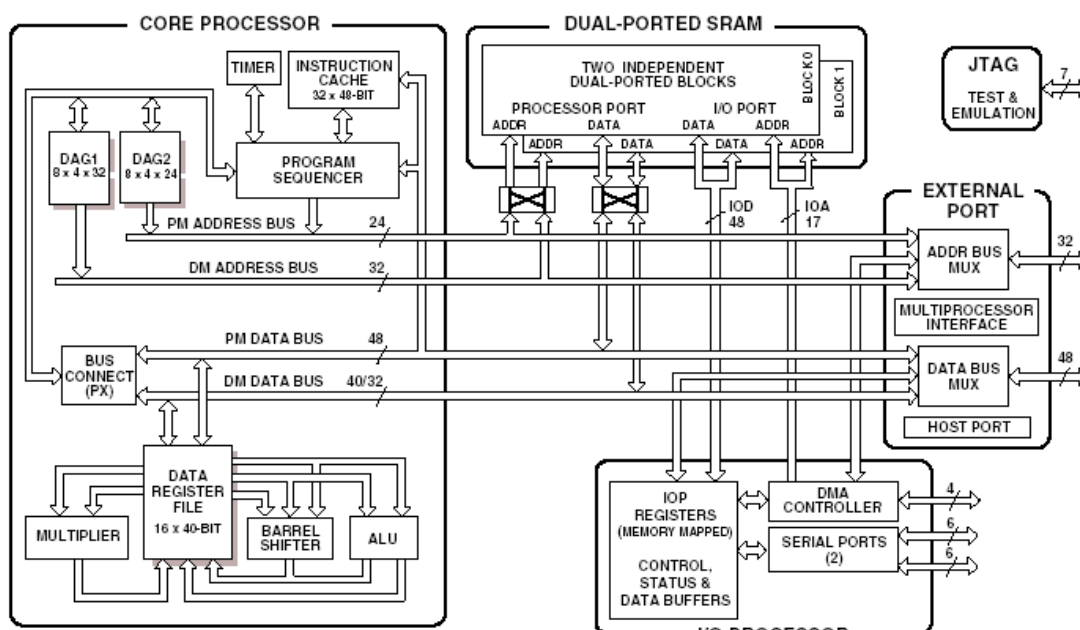 CORE PROCESSOR
TIMER
INSTRUCTION
CACHE
32 x 48-BIT
DAG1
8 x 4 x 32
DAG2
8 x 4 x 24
PROGRAM
SEQUENCER
PM ADDRESS BUS
24
DM ADDRESS BUS
32
PM DATA BUS
48
BUS
CONNECT
(PX)
DM DATA BUS
40/32
DATA
REGISTER
FILE
16 x 40-BIT
MULTIPLIER
BARREL
SHIFTER
ALU
DUAL-PORTED SRAM
TWO INDEPENDENT
DUAL-PORTED BLOCKS
BLOCK 0
BLOCK 1
PROCESSOR PORT
I/O PORT
ADDR
DATA
DATA
ADDR
ADDR
DATA
DATA
ADDR
IOD
48
IOA
17
JTAG
TEST &
EMULATION
7
EXTERNAL
PORT
ADDR BUS
MUX
32
MULTIPROCESSOR
INTERFACE
DATA BUS
MUX
48
HOST PORT
IOP
REGISTERS
(MEMORY MAPPED)
CONTROL,
STATUS &
DATA BUFFERS
DMA
CONTROLLER
4
SERIAL PORTS
(2)
6
6
I/O PROCESSOR